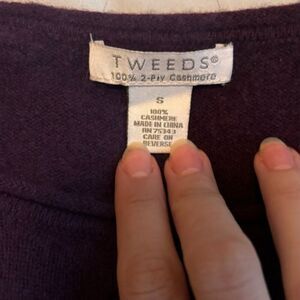 TWEEDS®
100% 2-Ply Cashmere
S
100%
CASHMERE
MADE IN CHINA
RN 75343
CARE ON
REVERSE